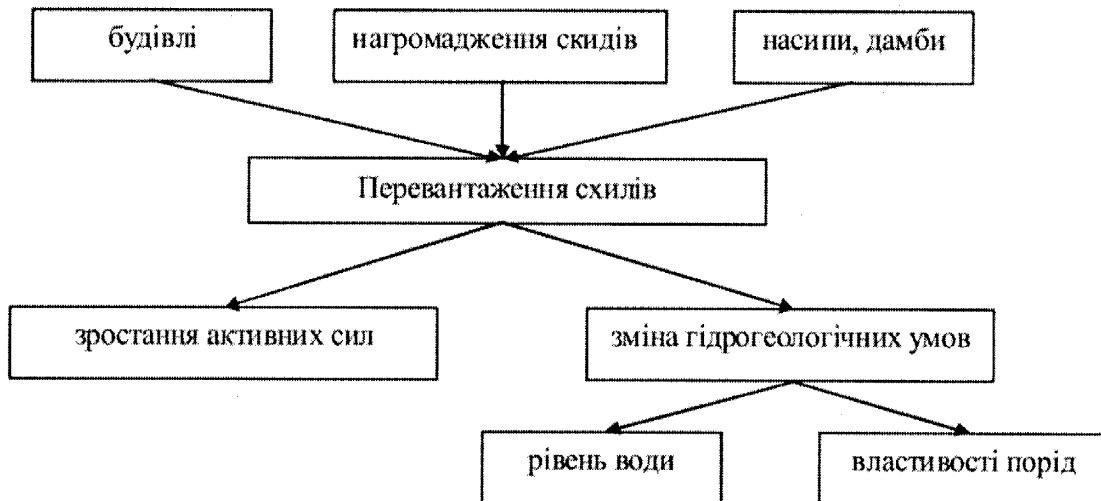 будівлі
нагромадження скидів
насипи, дамби
Перевантаження схилів
зростання активних сил
зміна гідрогеологічних умов
рівень води
властивості порід